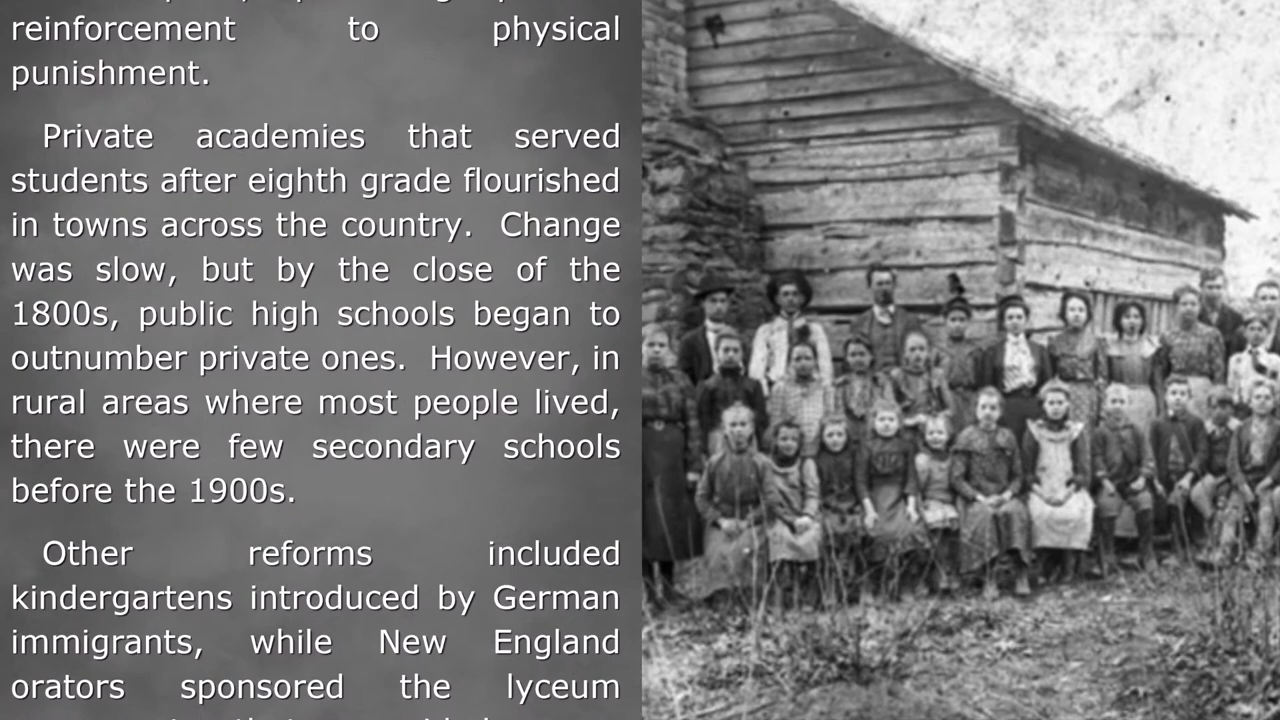 reinforcement to physical
punishment.
Private academies that served
students after eighth grade flourished
in towns across the country.  Change
was slow, but by the close of the
1800s, public high schools began to
outnumber private ones.  However, in
rural areas where most people lived,
there were few secondary schools
before the 1900s.
Other reforms included
kindergartens introduced by German
immigrants, while New England
orators sponsored the lyceum